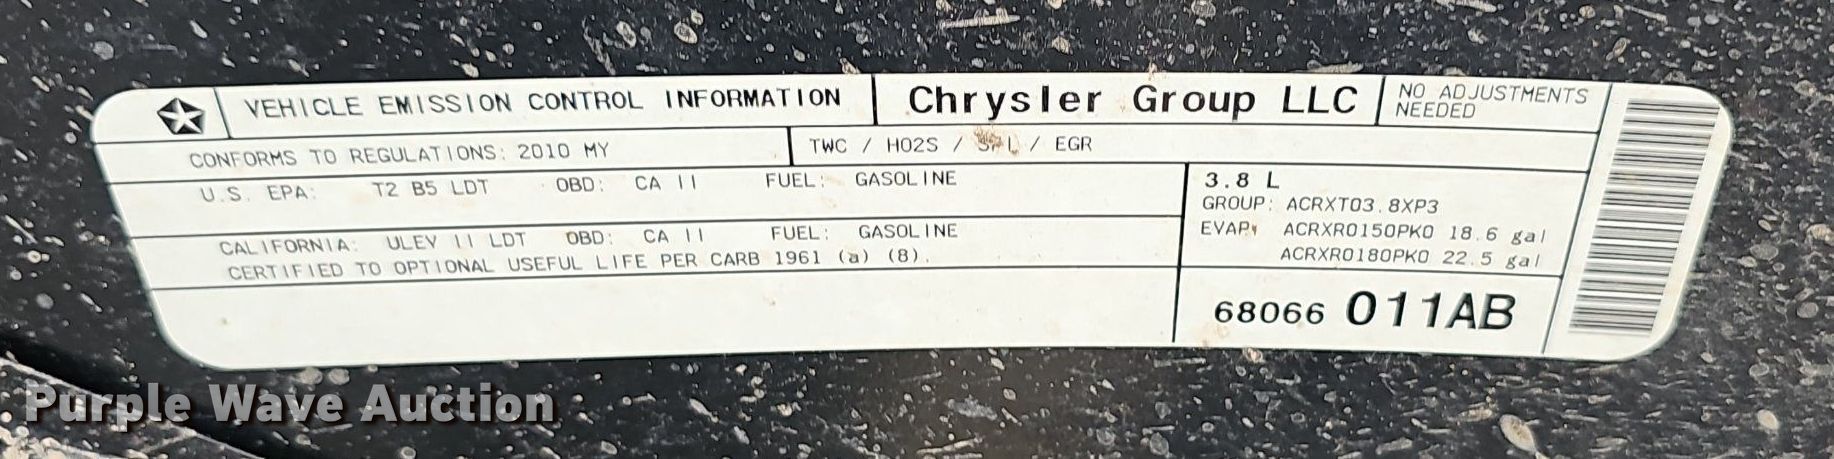 VEHICLE EMISSION CONTROL INFORMATION
Chrysler Group LLC
NO ADJUSTMENTS
NEEDED
CONFORMS TO REGULATIONS: 2010 MY
TWC / HO2S / / EGR
U.S. EPA: T2 B5 LDT OBD: CA II FUEL: GASOLINE
CALIFORNIA: ULEV II LDT OBD: CA II FUEL: GASOLINE
CERTIFIED TO OPTIONAL USEFUL LIFE PER CARB 1961 (a) (8).
3.8 L
GROUP: ACRXT03.8XP3
EVAP: ACRXR0150PK0 18.6 gal
ACRXR0180PK0 22.5 gal
68066 011AB
Purple Wave Auction